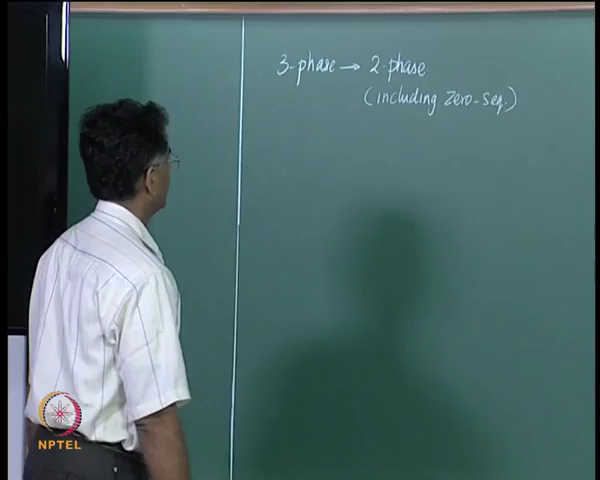 3-phase → 2-phase
(including Zero-seq.)
NPTEL